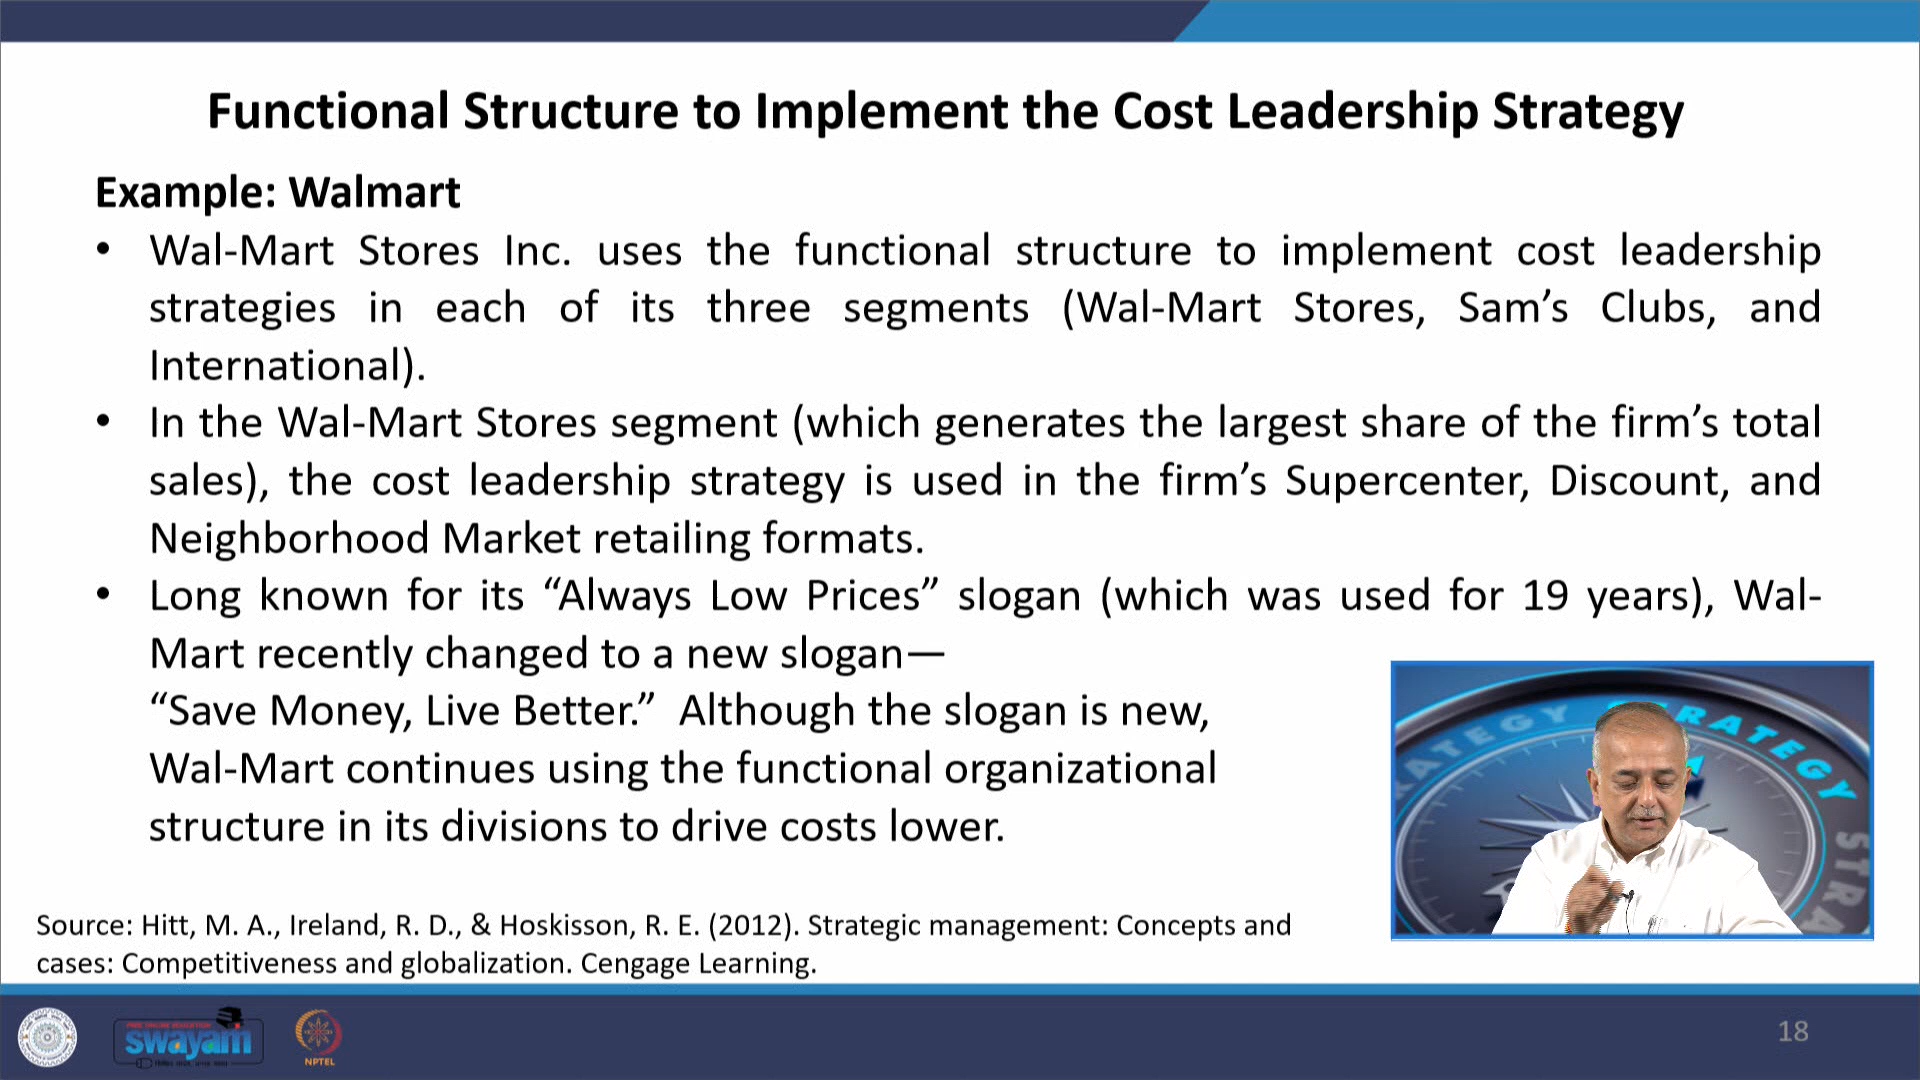 Functional Structure to Implement the Cost Leadership Strategy
Example: Walmart
• Wal-Mart Stores Inc. uses the functional structure to implement cost leadership
strategies in each of its three segments (Wal-Mart Stores, Sam’s Clubs, and
International).
• In the Wal-Mart Stores segment (which generates the largest share of the firm’s total
sales), the cost leadership strategy is used in the firm’s Supercenter, Discount, and
Neighborhood Market retailing formats.
• Long known for its “Always Low Prices” slogan (which was used for 19 years), Wal-
Mart recently changed to a new slogan—
“Save Money, Live Better.” Although the slogan is new,
Wal-Mart continues using the functional organizational
structure in its divisions to drive costs lower.
STRATEGY STRATEGY STRA
Source: Hitt, M. A., Ireland, R. D., & Hoskisson, R. E. (2012). Strategic management: Concepts and
cases: Competitiveness and globalization. Cengage Learning.
FREE ONLINE EDUCATION
swayam
NPTEL
18